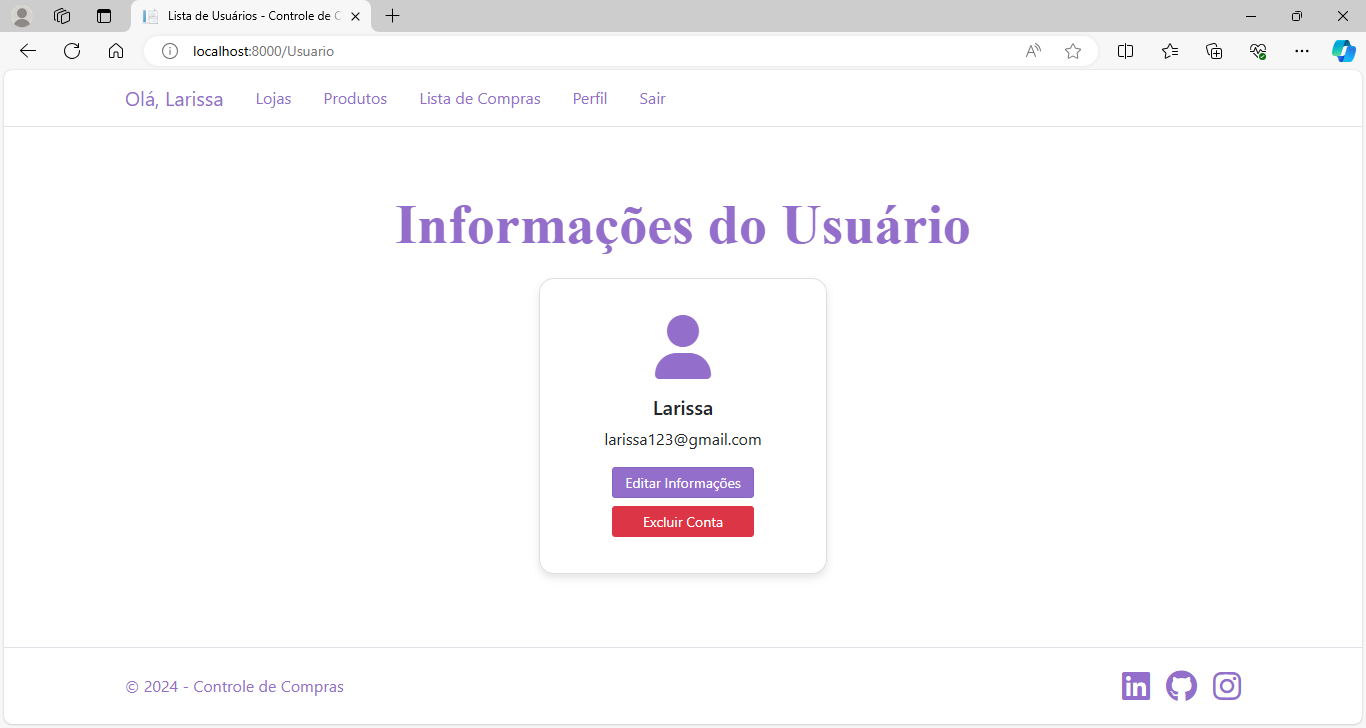 Lista de Usuários - Controle de C
localhost:8000/Usuario
Olá, Larissa Lojas Produtos Lista de Compras Perfil Sair
Informações do Usuário
Larissa
larissa123@gmail.com
Editar Informações
Excluir Conta
© 2024 - Controle de Compras